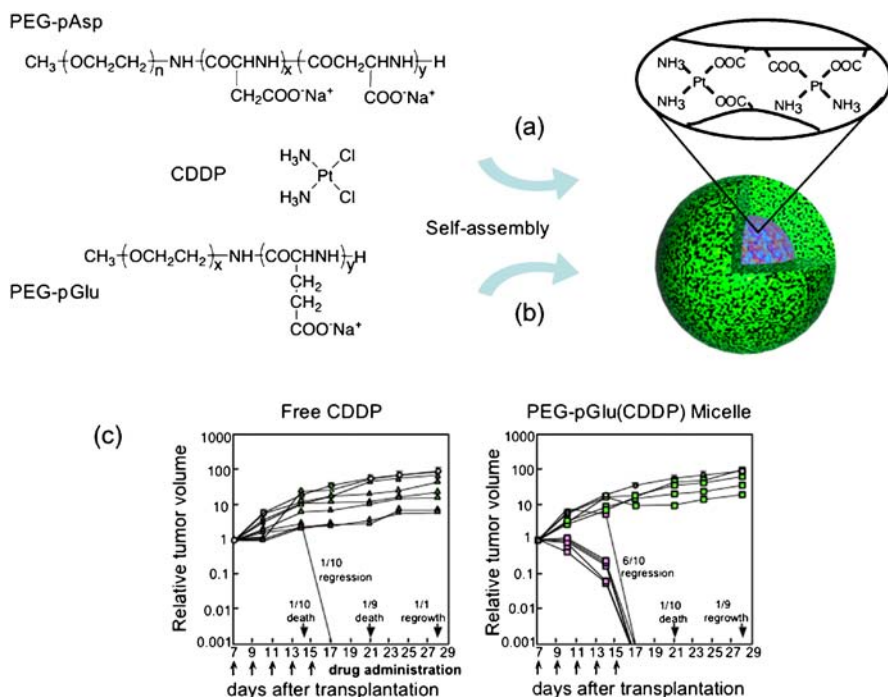 PEG-pAsp
CH₃-(OCH₂CH₂)n-NH-(COCHNH)x-(COCH₂CHNH)y-H
CH₂COO⁻Na⁺
COO⁻Na⁺
CDDP
H₃N Cl
Pt
H₃N Cl
CH₃-(OCH₂CH₂)x-NH-(COCHNH)yH
CH₂
CH₂
COO⁻Na⁺
PEG-pGlu
(a)
Self-assembly
(b)
NH3 OOC COO OOC
Pt Pt
NH3 OOC NH3 NH3
(c)
Free CDDP
Relative tumor volume
1000
100
10
1
0.1
0.01
0.001
1/10
regression
1/10
death
1/9
death
1/1
regrowth
7 9 11 13 15 17 19 21 23 25 27 29
drug administration
days after transplantation
PEG-pGlu(CDDP) Micelle
Relative tumor volume
1000
100
10
1
0.1
0.01
0.001
6/10
regression
1/10
death
1/9
regrowth
7 9 11 13 15 17 19 21 23 25 27 29
days after transplantation